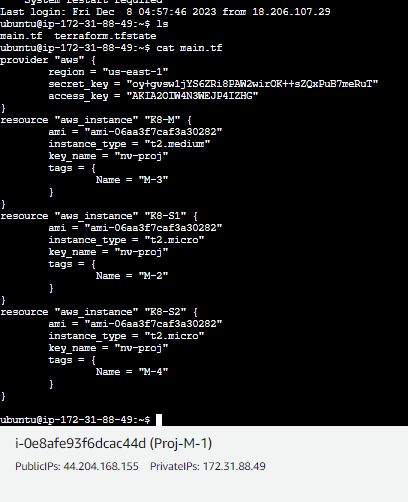 System restart required
Last login: Fri Dec  8 04:57:46 2023 from 18.206.107.29
ubuntu@ip-172-31-88-49:~$ ls
main.tf  terraform.tfstate
ubuntu@ip-172-31-88-49:~$ cat main.tf
provider "aws" {
        region = "us-east-1"
        secret_key = 
        access_key = 
}
resource "aws_instance" "K8-M" {
        ami = "ami-06aa3f7caf3a30282"
        instance_type = "t2.medium"
        key_name = "nv-proj"
        tags = {
                Name = "M-3"
        }
}
resource "aws_instance" "K8-S1" {
        ami = "ami-06aa3f7caf3a30282"
        instance_type = "t2.micro"
        key_name = "nv-proj"
        tags = {
                Name = "M-2"
        }
}
resource "aws_instance" "K8-S2" {
        ami = "ami-06aa3f7caf3a30282"
        instance_type = "t2.micro"
        key_name = "nv-proj"
        tags = {
                Name = "M-4"
        }
}
ubuntu@ip-172-31-88-49:~$
i-0e8afe93f6dcac44d (Proj-M-1)
PublicIPs: 44.204.168.155    PrivateIPs: 172.31.88.49